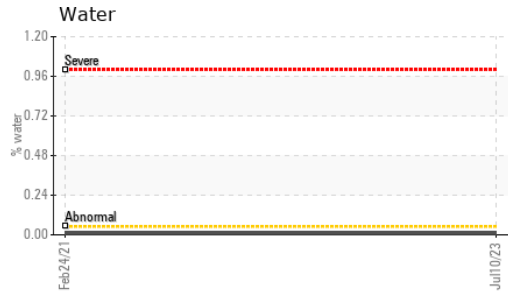 Water
1.20
Severe
0.96
0.72
% water
0.48
0.24
Abnormal
0.00
Feb24/21
Jul10/23